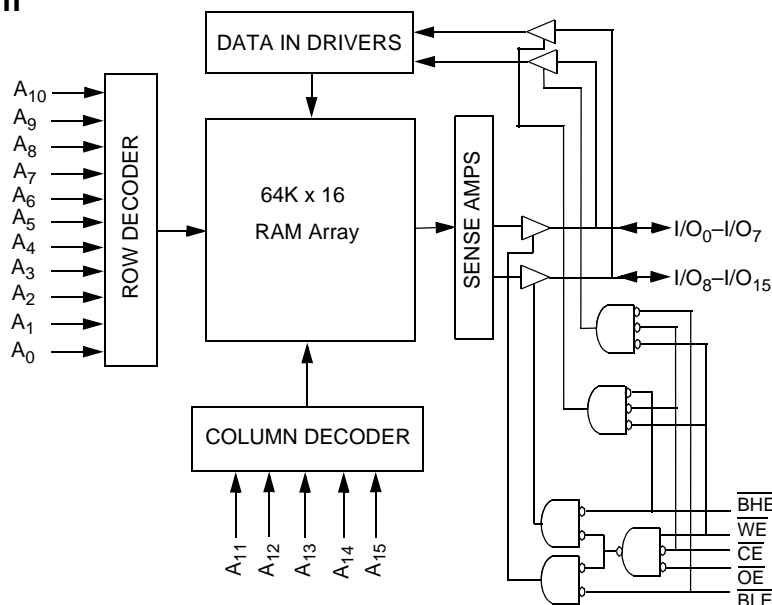 n
DATA IN DRIVERS
A10
A9
A8
A7
A6
A5
A4
A3
A2
A1
A0
ROW DECODER
64K x 16
RAM Array
SENSE AMPS
I/O0–I/O7
I/O8–I/O15
COLUMN DECODER
A11
A12
A13
A14
A15
BHE
WE
CE
OE
BLE